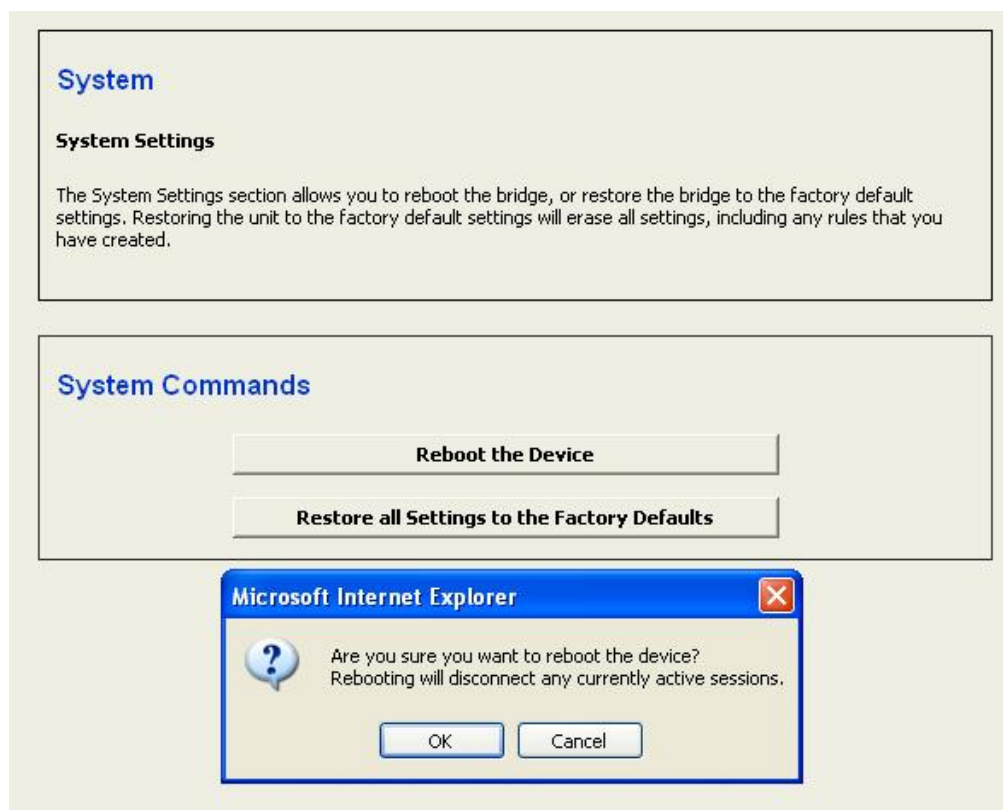 System
System Settings
The System Settings section allows you to reboot the bridge, or restore the bridge to the factory default
settings. Restoring the unit to the factory default settings will erase all settings, including any rules that you
have created.
System Commands
Reboot the Device
Restore all Settings to the Factory Defaults
Microsoft Internet Explorer
Are you sure you want to reboot the device?
Rebooting will disconnect any currently active sessions.
OK
Cancel